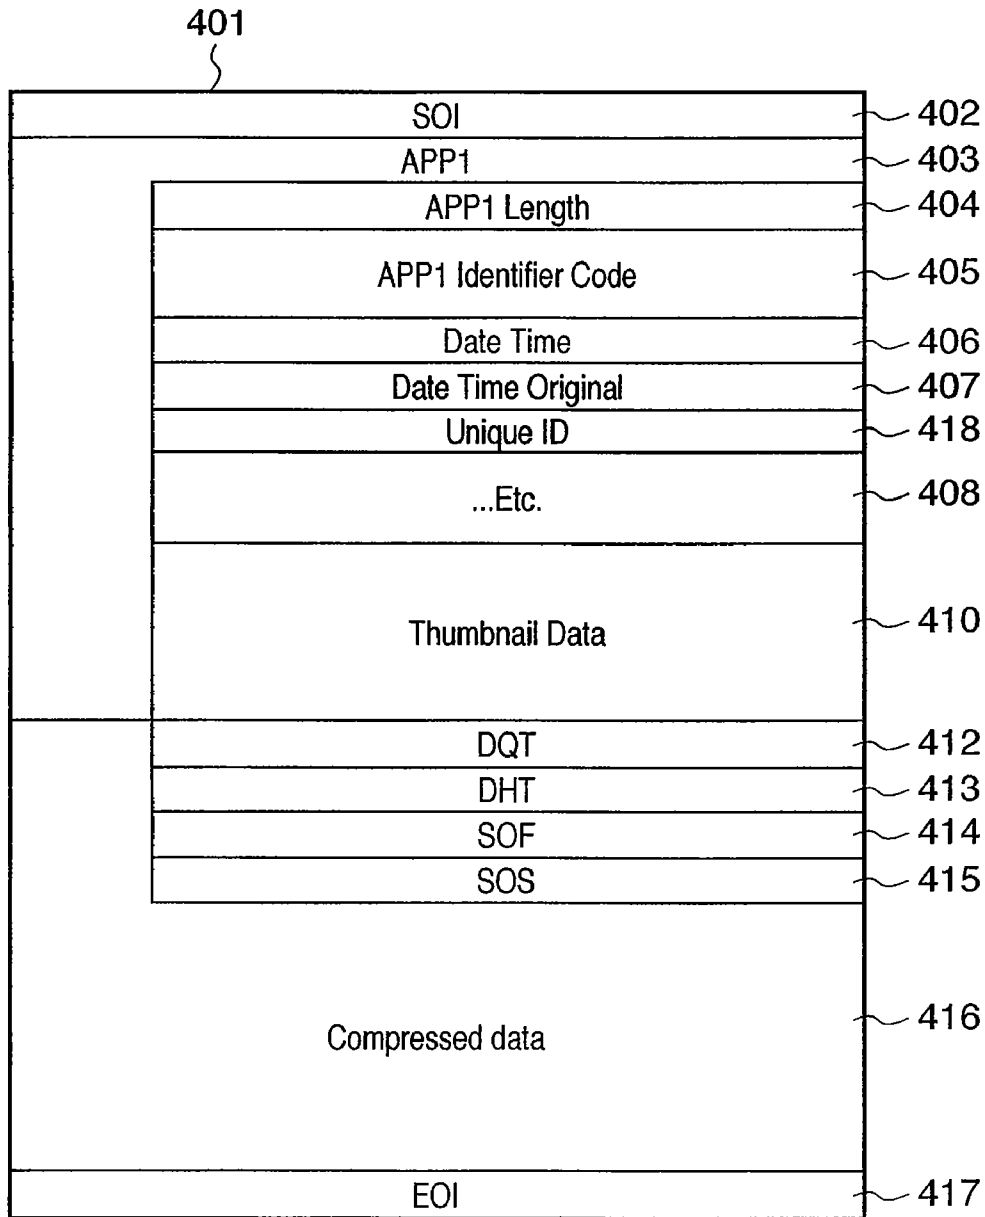 401
SOI 402
APP1 403
APP1 Length 404
APP1 Identifier Code 405
Date Time 406
Date Time Original 407
Unique ID 418
...Etc. 408
Thumbnail Data 410
DQT 412
DHT 413
SOF 414
SOS 415
Compressed data 416
EOI 417